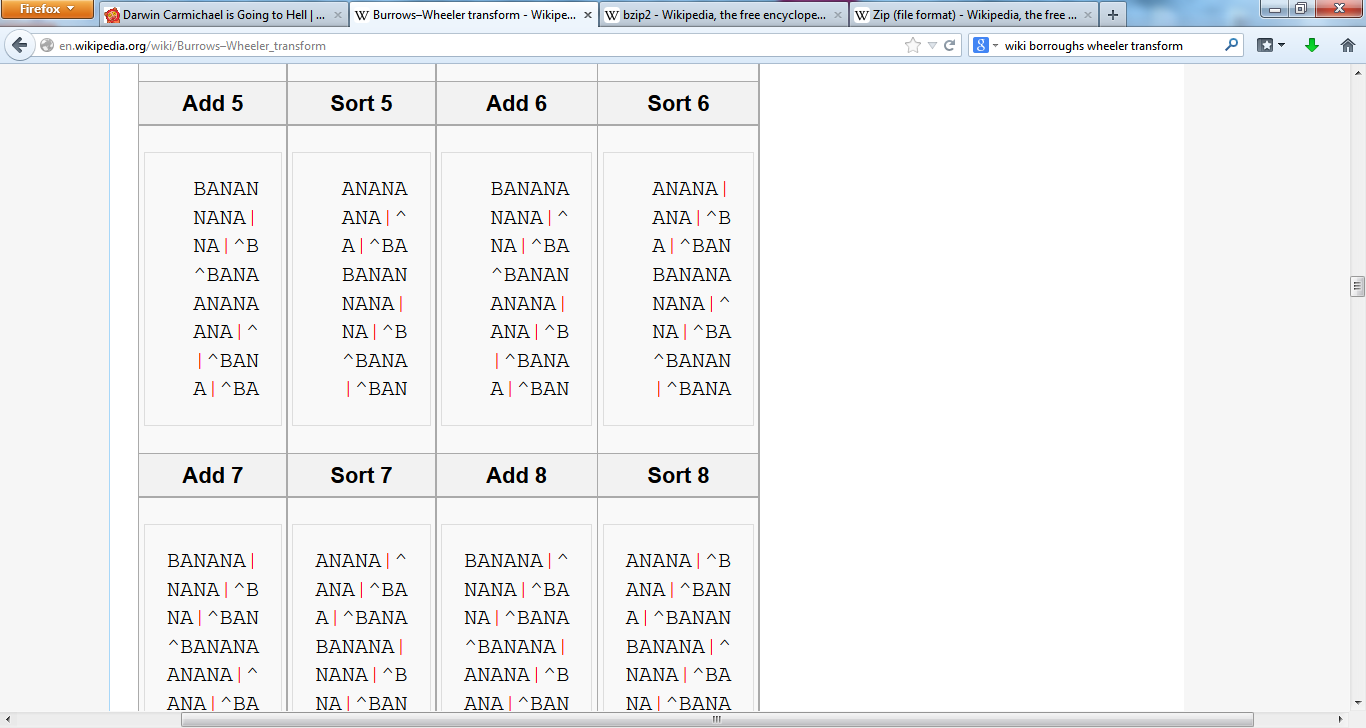 Firefox
Darwin Carmichael is Going to Hell | ...
Burrows–Wheeler transform - Wikipe...
bzip2 - Wikipedia, the free encyclope...
Zip (file format) - Wikipedia, the free ...
en.wikipedia.org/wiki/Burrows–Wheeler_transform
wiki borroughs wheeler transform
Add 5 Sort 5 Add 6 Sort 6
BANAN ANANA BANANA ANANA|
NANA| ANA|^ NANA|^ ANA|^B
NA|^B A|^BA NA|^BA A|^BAN
^BANA BANAN ^BANAN BANANA
ANANA NANA| ANANA| NANA|^
ANA|^ NA|^B ANA|^B NA|^BA
|^BAN ^BANA |^BANA ^BANAN
A|^BA |^BAN A|^BAN |^BANA
Add 7 Sort 7 Add 8 Sort 8
BANANA| ANANA|^ BANANA|^ ANANA|^B
NANA|^B ANA|^BA NANA|^BA ANA|^BAN
NA|^BAN A|^BANA NA|^BANA A|^BANAN
^BANANA BANANA| ^BANANA| BANANA|^
ANANA|^ NANA|^B ANANA|^B NANA|^BA
ANA|^BA NA|^BAN ANA|^BAN NA|^BANA